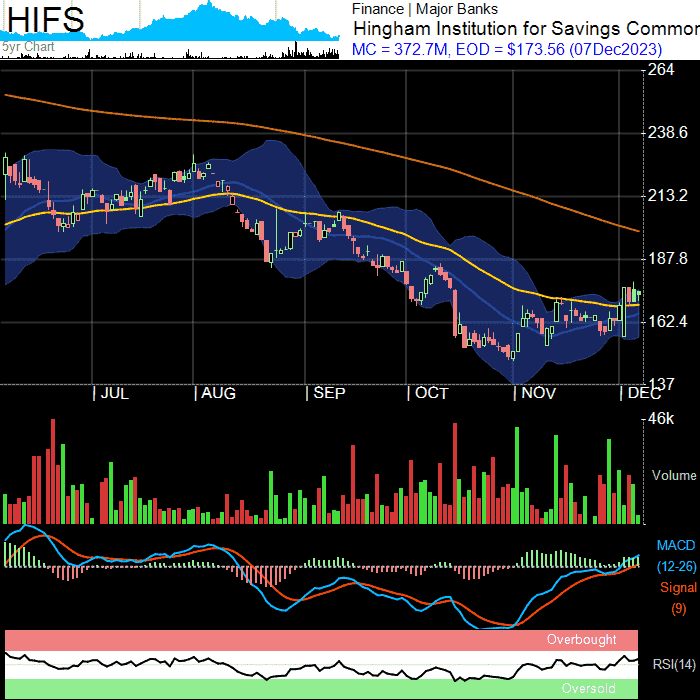 HIFS
5yr Chart
Finance | Major Banks
Hingham Institution for Savings Common
MC = 372.7M, EOD = $173.56 (07Dec2023)
264
238.6
213.2
187.8
162.4
137
JUL AUG SEP OCT NOV DEC
46k
Volume
MACD
(12-26)
Signal
(9)
Overbought
RSI(14)
Oversold